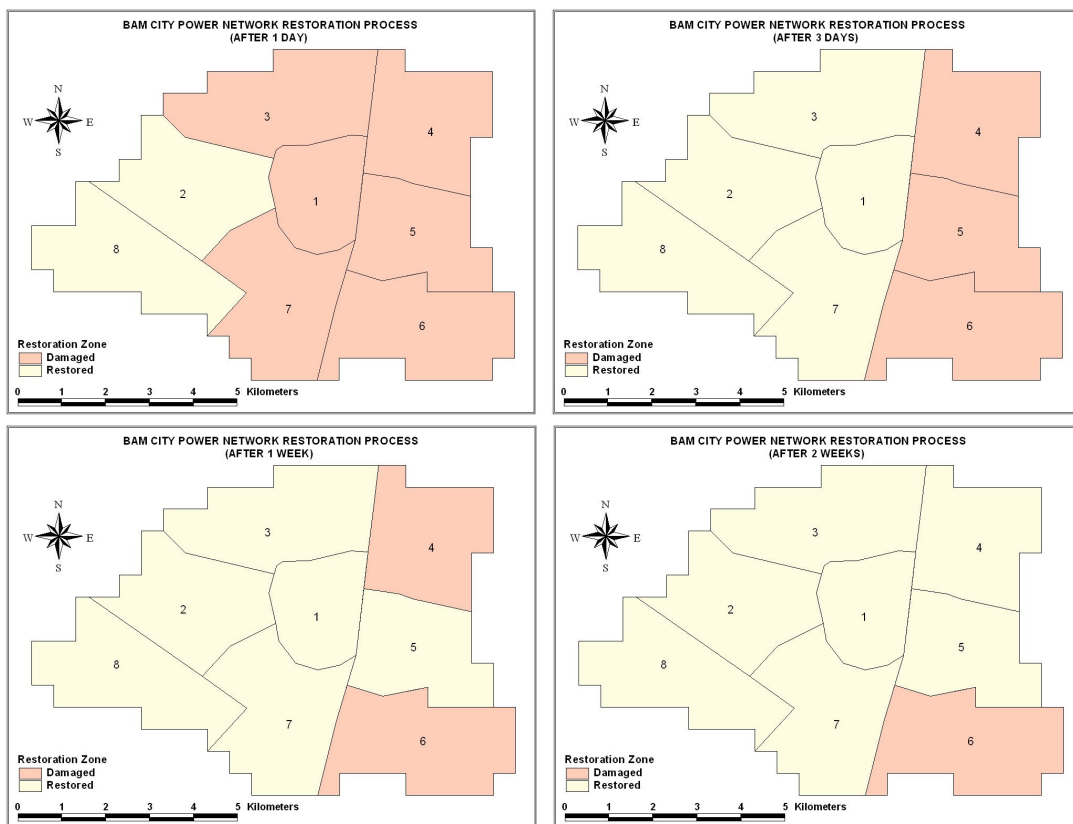 BAM CITY POWER NETWORK RESTORATION PROCESS
(AFTER 1 DAY)
N
W E
S
3
4
2
1
5
8
7
6
Restoration Zone
Damaged
Restored
0 1 2 3 4 5 Kilometers
BAM CITY POWER NETWORK RESTORATION PROCESS
(AFTER 3 DAYS)
N
W E
S
3
4
2
1
5
8
7
6
Restoration Zone
Damaged
Restored
0 1 2 3 4 5 Kilometers
BAM CITY POWER NETWORK RESTORATION PROCESS
(AFTER 1 WEEK)
N
W E
S
3
4
2
1
5
8
7
6
Restoration Zone
Damaged
Restored
0 1 2 3 4 5 Kilometers
BAM CITY POWER NETWORK RESTORATION PROCESS
(AFTER 2 WEEKS)
N
W E
S
3
4
2
1
5
8
7
6
Restoration Zone
Damaged
Restored
0 1 2 3 4 5 Kilometers